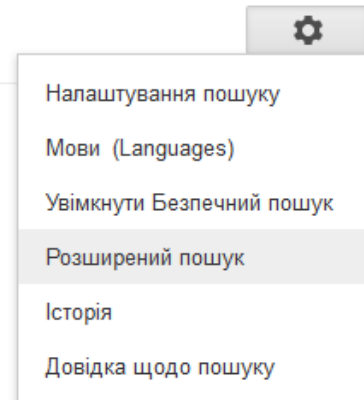 Налаштування пошуку
Мови (Languages)
Увімкнути Безпечний пошук
Розширений пошук
Історія
Довідка щодо пошуку